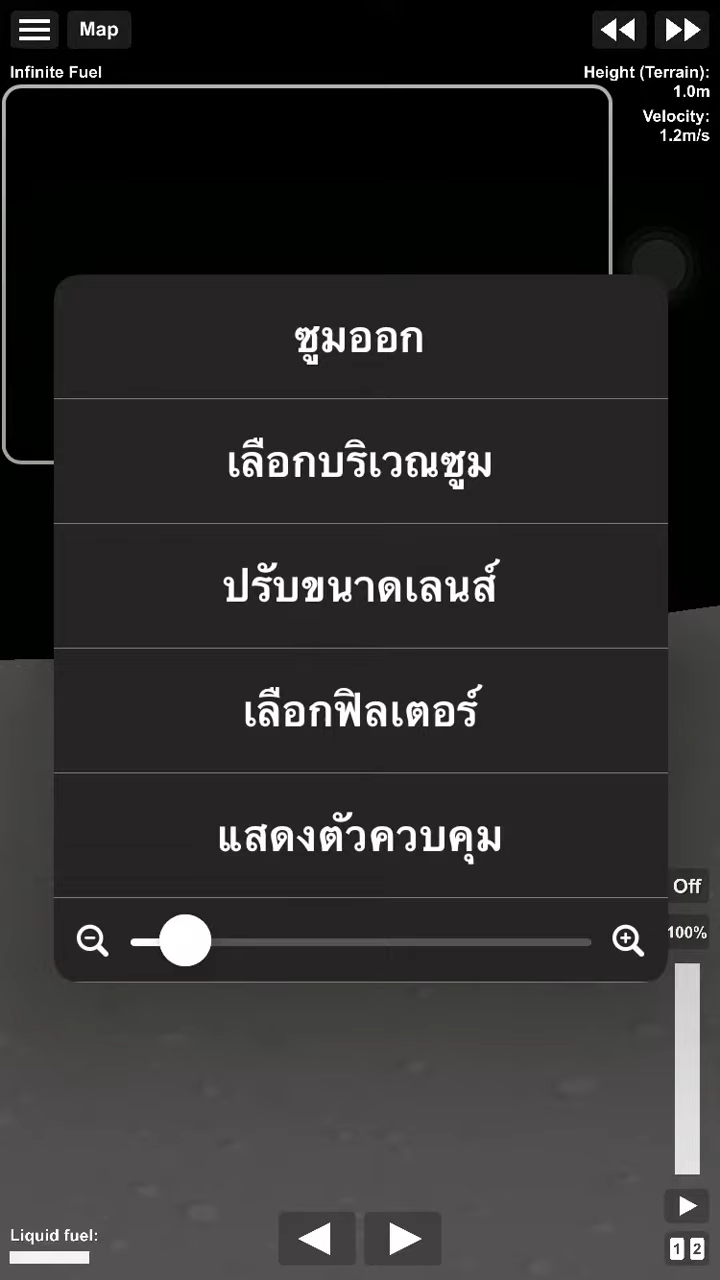 Map
Infinite Fuel
Height (Terrain):
1.0m
Velocity:
1.2m/s
ซูมออก
เลือกบริเวณซูม
ปรับขนาดเลนส์
เลือกฟิลเตอร์
แสดงตัวควบคุม
Off
100%
Liquid fuel:
1 2